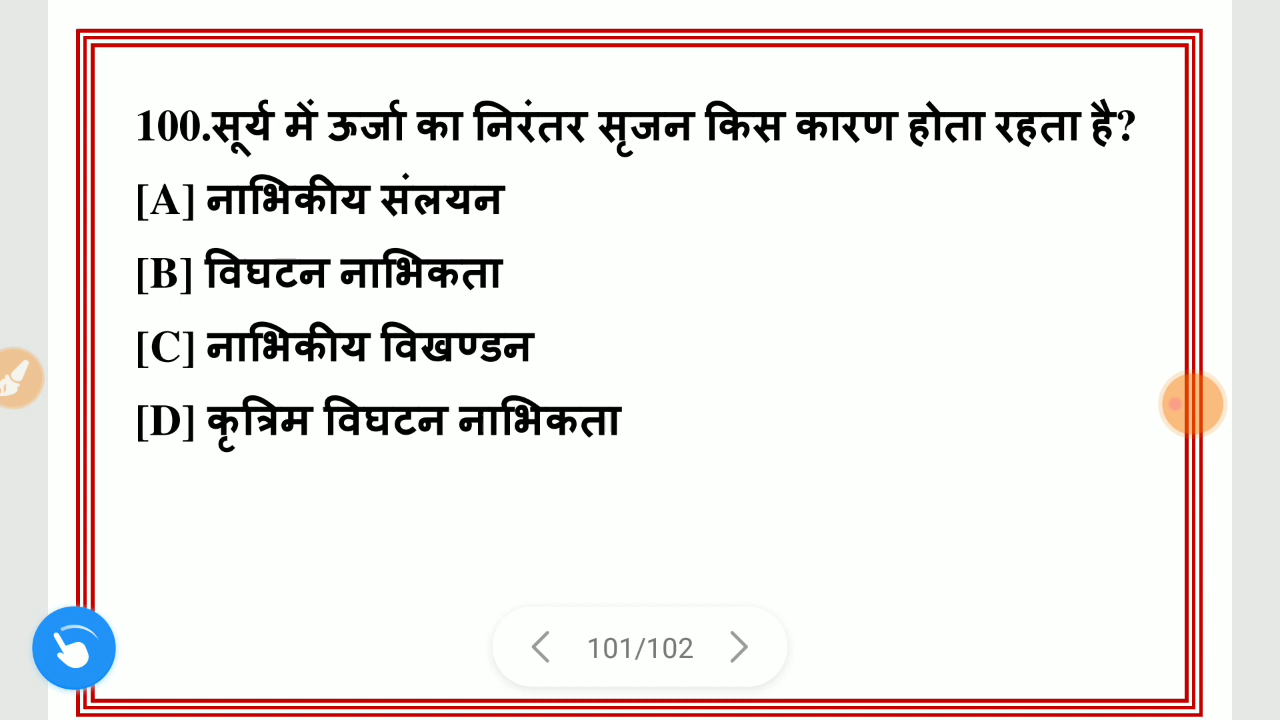 100.सूर्य में ऊर्जा का निरंतर सृजन किस कारण होता रहता है?
[A] नाभिकीय संलयन
[B] विघटन नाभिकता
[C] नाभिकीय विखण्डन
[D] कृत्रिम विघटन नाभिकता
101/102